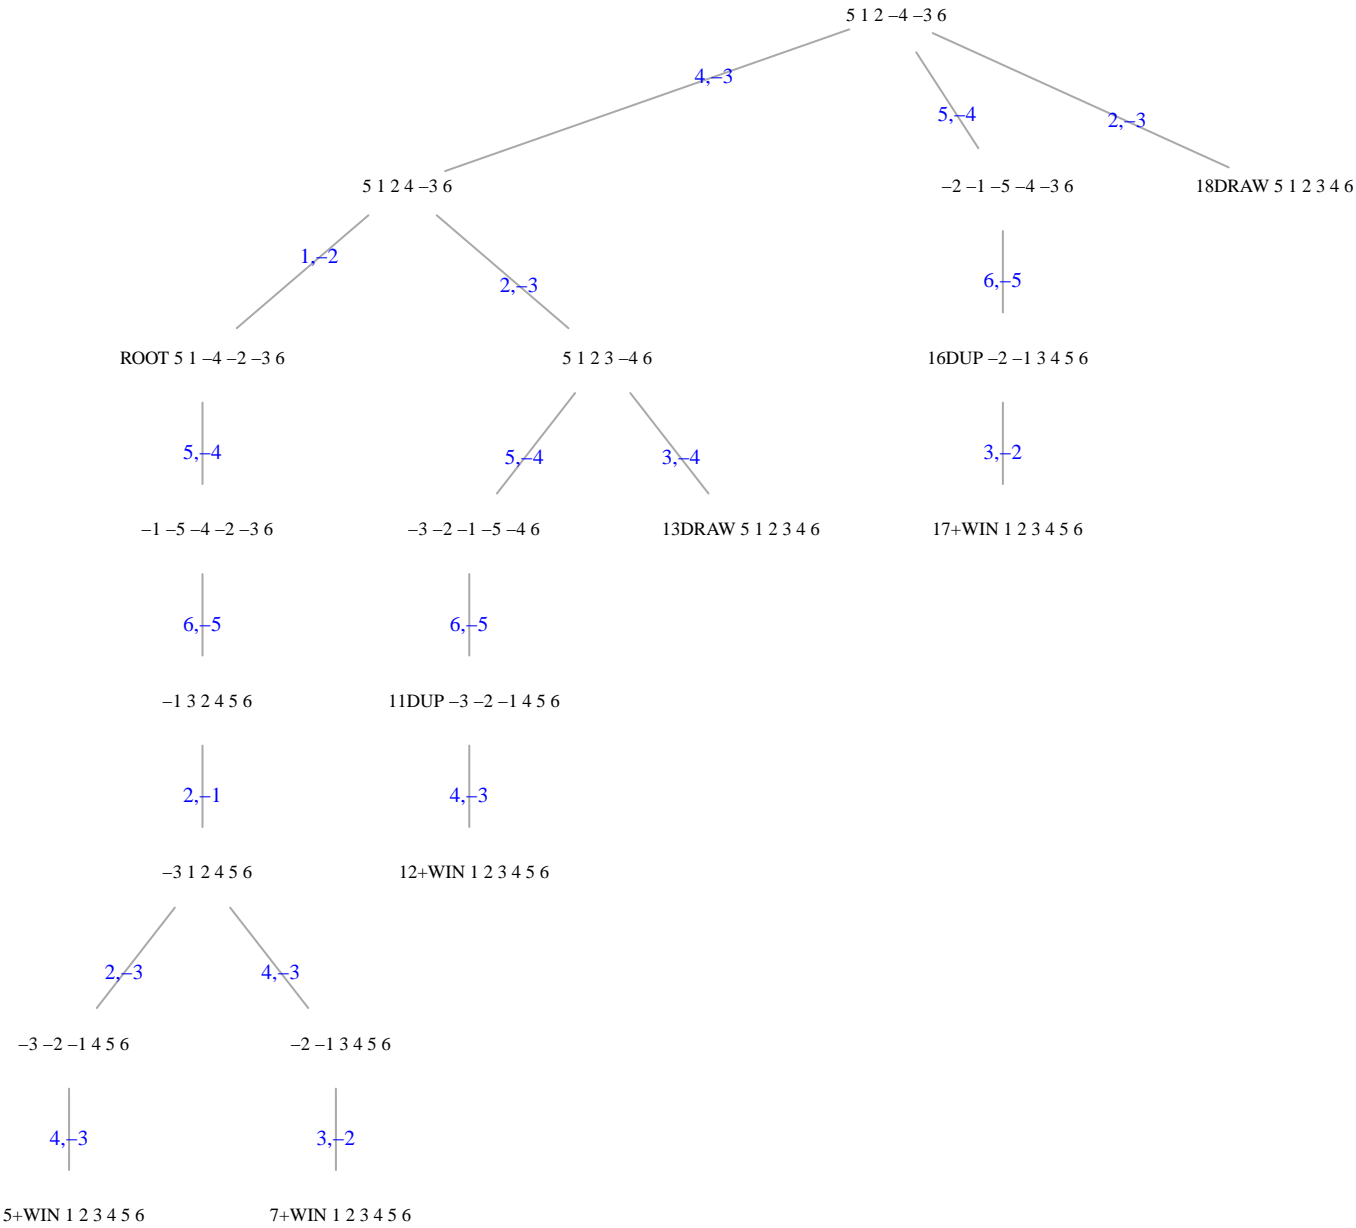 5 1 2 –4 –3 6
4,–3
5,–4
2,–3
5 1 2 4 –3 6
–2 –1 –5 –4 –3 6
18DRAW 5 1 2 3 4 6
1,–2
2,–3
6,–5
ROOT 5 1 –4 –2 –3 6
5 1 2 3 –4 6
16DUP –2 –1 3 4 5 6
5,–4
5,–4
3,–4
3,–2
–1 –5 –4 –2 –3 6
–3 –2 –1 –5 –4 6
13DRAW 5 1 2 3 4 6
17+WIN 1 2 3 4 5 6
6,–5
6,–5
–1 3 2 4 5 6
11DUP –3 –2 –1 4 5 6
2,–1
4,–3
–3 1 2 4 5 6
12+WIN 1 2 3 4 5 6
2,–3
4,–3
–3 –2 –1 4 5 6
–2 –1 3 4 5 6
4,–3
3,–2
5+WIN 1 2 3 4 5 6
7+WIN 1 2 3 4 5 6